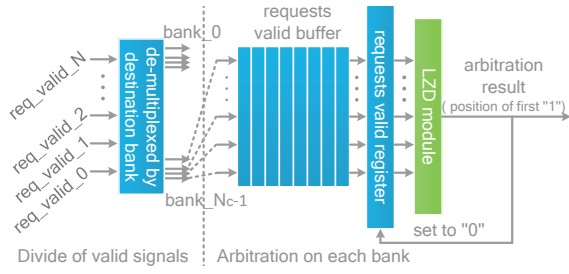 bank_0
requests
valid buffer
req_valid_N
req_valid_2
req_valid_1
req_valid_0
de-multiplexed by
destination bank
bank_Nc-1
requests valid register
LZD module
arbitration
result
( position of first "1")
set to "0"
Divide of valid signals
Arbitration on each bank